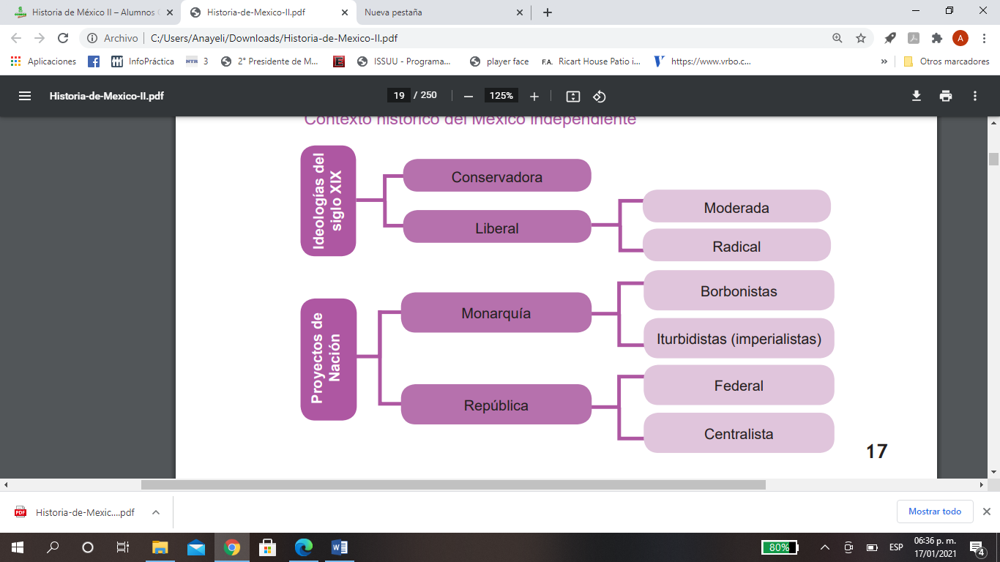 Historia de México II – Alumnos
Historia-de-Mexico-II.pdf
Nueva pestaña
Archivo
C:/Users/Anayeli/Downloads/Historia-de-Mexico-II.pdf
A
Aplicaciones
InfoPráctica
NTR 3
2° Presidente de M...
E
ISSUU - Programa...
player face
F.A. Ricart House Patio i...
https://www.vrbo.c...
»
Otros marcadores
Historia-de-Mexico-II.pdf
19 / 250
125%
Contexto histórico del México independiente
Ideologías del
siglo XIX
Conservadora
Liberal
Moderada
Radical
Proyectos de
Nación
Monarquía
Borbonistas
Iturbidistas (imperialistas)
República
Federal
Centralista
17
PDF
Historia-de-Mexic....pdf
Mostrar todo
80%
ESP
06:36 p. m.
17/01/2021
4